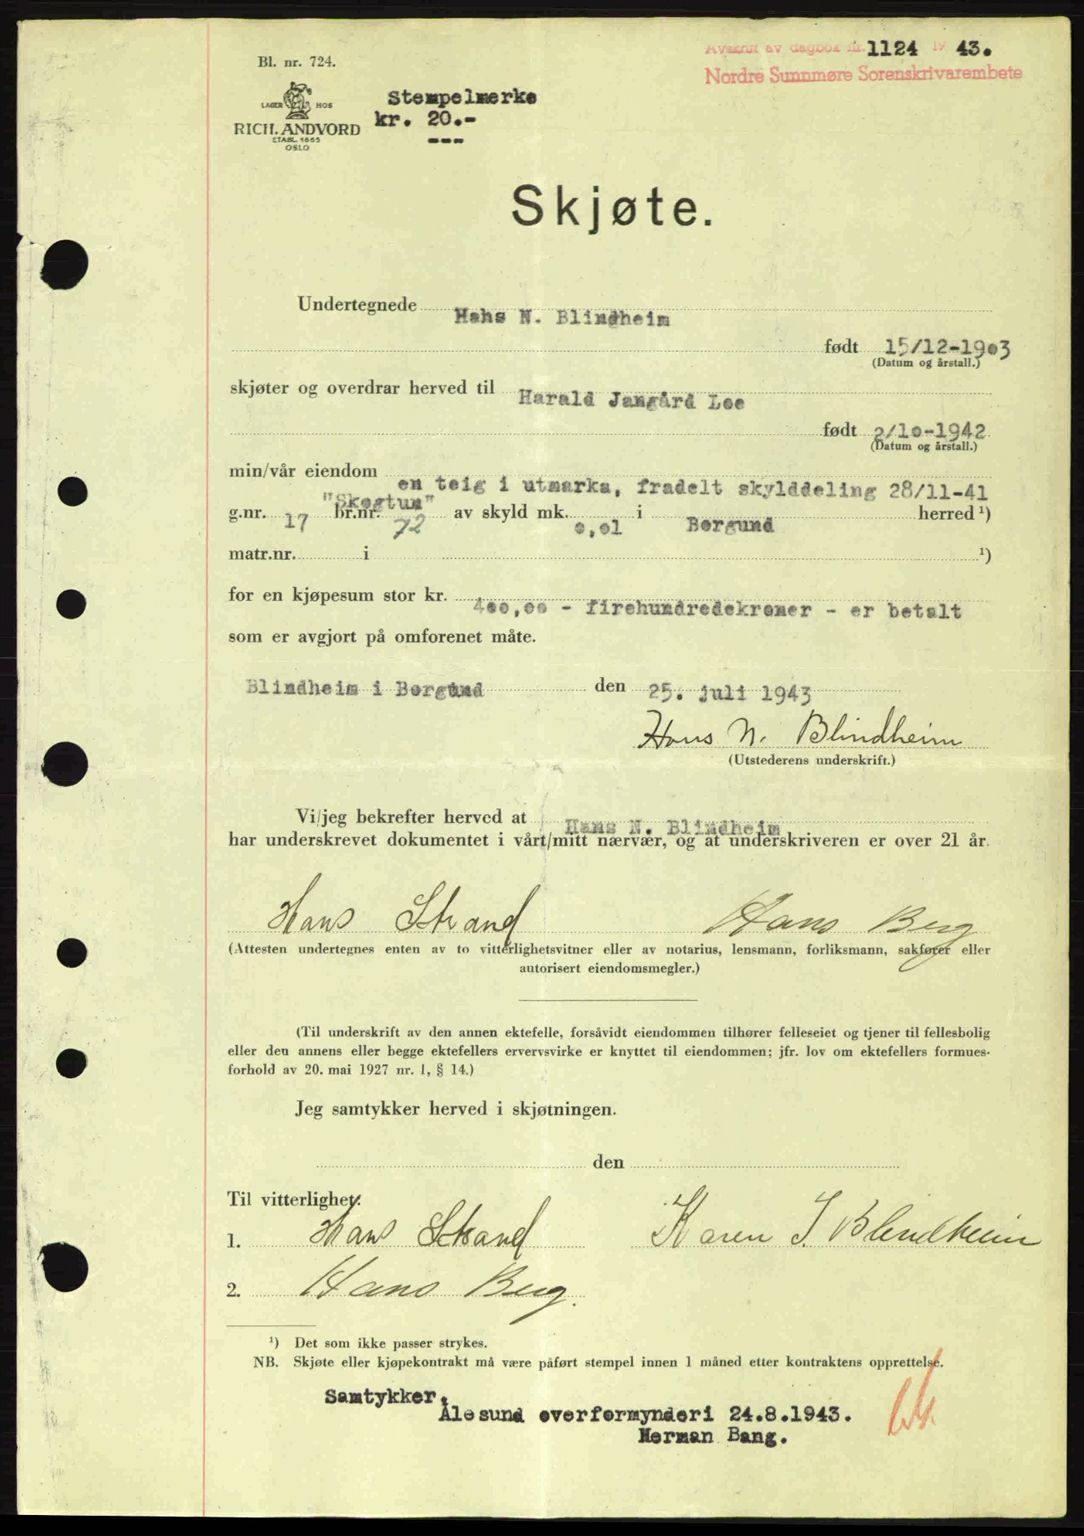 Avskrift av dagbok nr. 1124 19 43.
Nordre Sunnmøre Sorenskrivarembete
Bl. nr. 724.
LAGER HOS
RICH. ANDVORD
ETABL. 1865
OSLO
Stempelmerke
kr. 20.-
---
Skjøte.
Undertegnede Hans N. Blindheim
født 15/12-1903
(Datum og årstall.)
skjøter og overdrar herved til Harald Jangård Loe
født 2/10-1942
(Datum og årstall.)
min/vår eiendom en teig i utmarka, fradelt skylddeling 28/11-41
"Skogtun"
g.nr. 17 br.nr. 72 av skyld mk. 0,01 i Borgund herred ¹)
matr.nr. i ¹)
for en kjøpesum stor kr. 400,00 - firehundredekroner - er betalt
som er avgjort på omforenet måte.
Blindheim i Borgund den 25. juli 1943
Hans N. Blindheim
(Utstederens underskrift.)
Vi/jeg bekrefter herved at Hans N. Blindheim
har underskrevet dokumentet i vårt/mitt nærvær, og at underskriveren er over 21 år.
Hans Strand Hans Berg
(Attesten undertegnes enten av to vitterlighetsvitner eller av notarius, lensmann, forliksmann, sakfører eller
autorisert eiendomsmegler.)
(Til underskrift av den annen ektefelle, forsåvidt eiendommen tilhører felleseiet og tjener til fellesbolig
eller den annens eller begge ektefellers ervervsvirke er knyttet til eiendommen; jfr. lov om ektefellers formues-
forhold av 20. mai 1927 nr. 1, § 14.)
Jeg samtykker herved i skjøtningen.
den
Til vitterlighet:
1. Hans Strand Karen J. Blindheim
2. Hans Berg.
¹) Det som ikke passer strykes.
NB. Skjøte eller kjøpekontrakt må være påført stempel innen 1 måned etter kontraktens opprettelse.
Samtykker.
Ålesund overformynderi 24.8.1943.
Herman Bang.